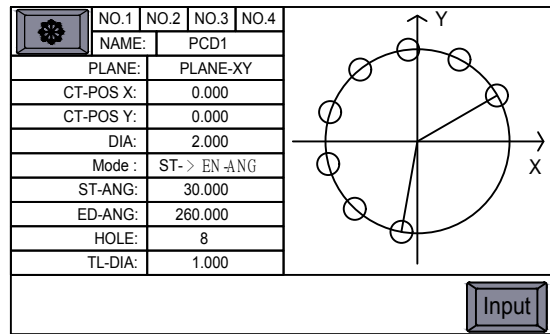 NO.1 NO.2 NO.3 NO.4
NAME: PCD1
PLANE: PLANE-XY
CT-POS X: 0.000
CT-POS Y: 0.000
DIA: 2.000
Mode : ST-> EN-ANG
ST-ANG: 30.000
ED-ANG: 260.000
HOLE: 8
TL-DIA: 1.000
Y
X
Input